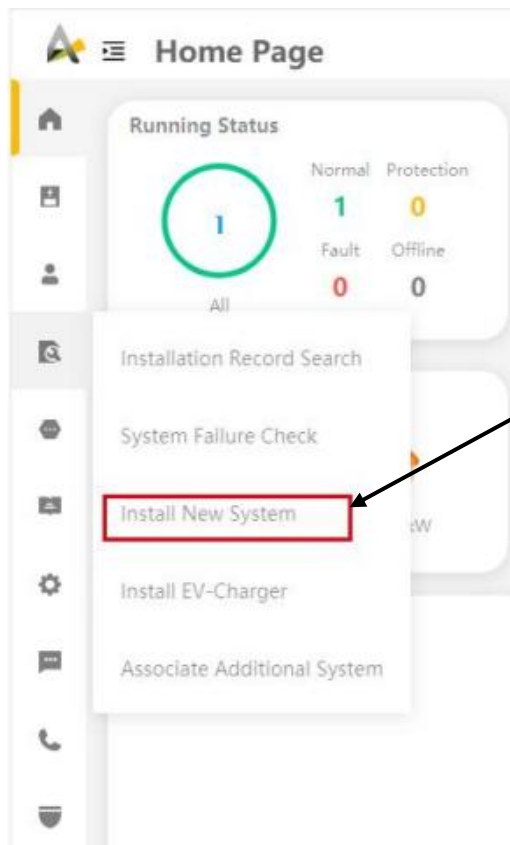 Home Page
Running Status
Normal Protection
1
1 0
Fault Offline
0 0
All
Installation Record Search
System Failure Check
Install New System
kW
Install EV-Charger
Associate Additional System